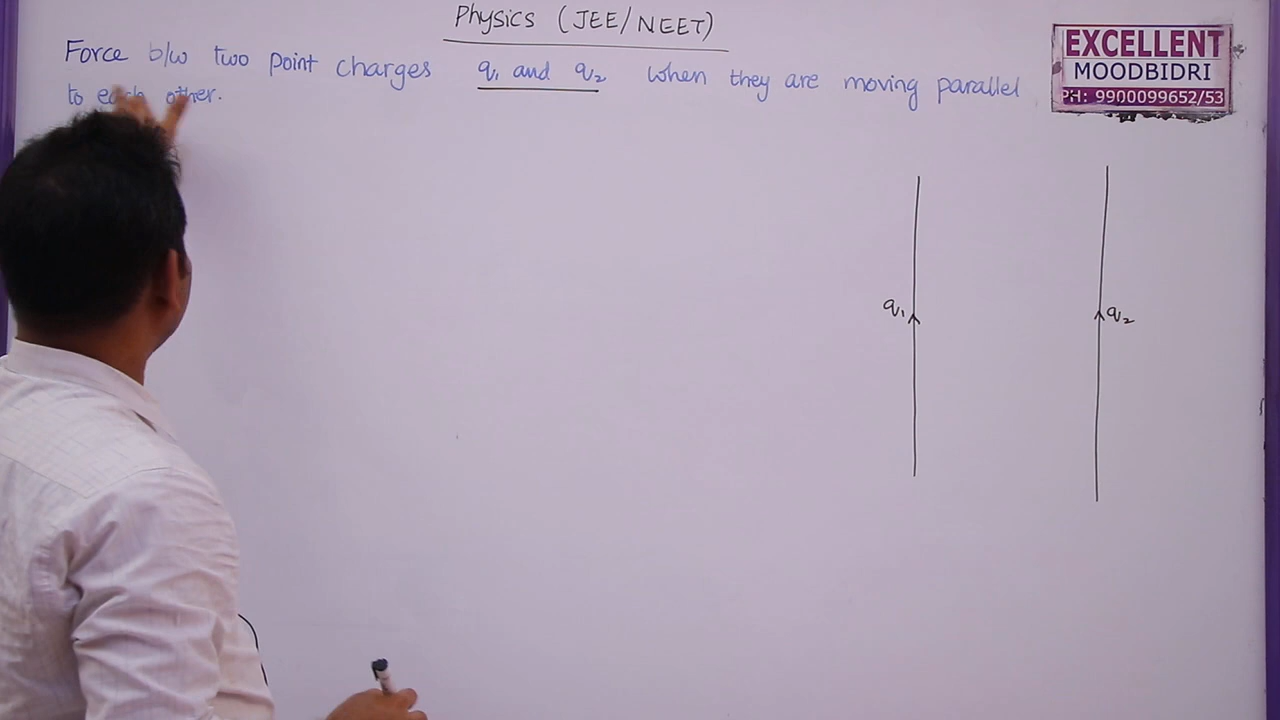 Physics (JEE/NEET)
Force b/w two point charges q₁ and q₂ when they are moving parallel
to each other.
EXCELLENT
MOODBIDRI
PH: 9900099652/53
q₁
q₂